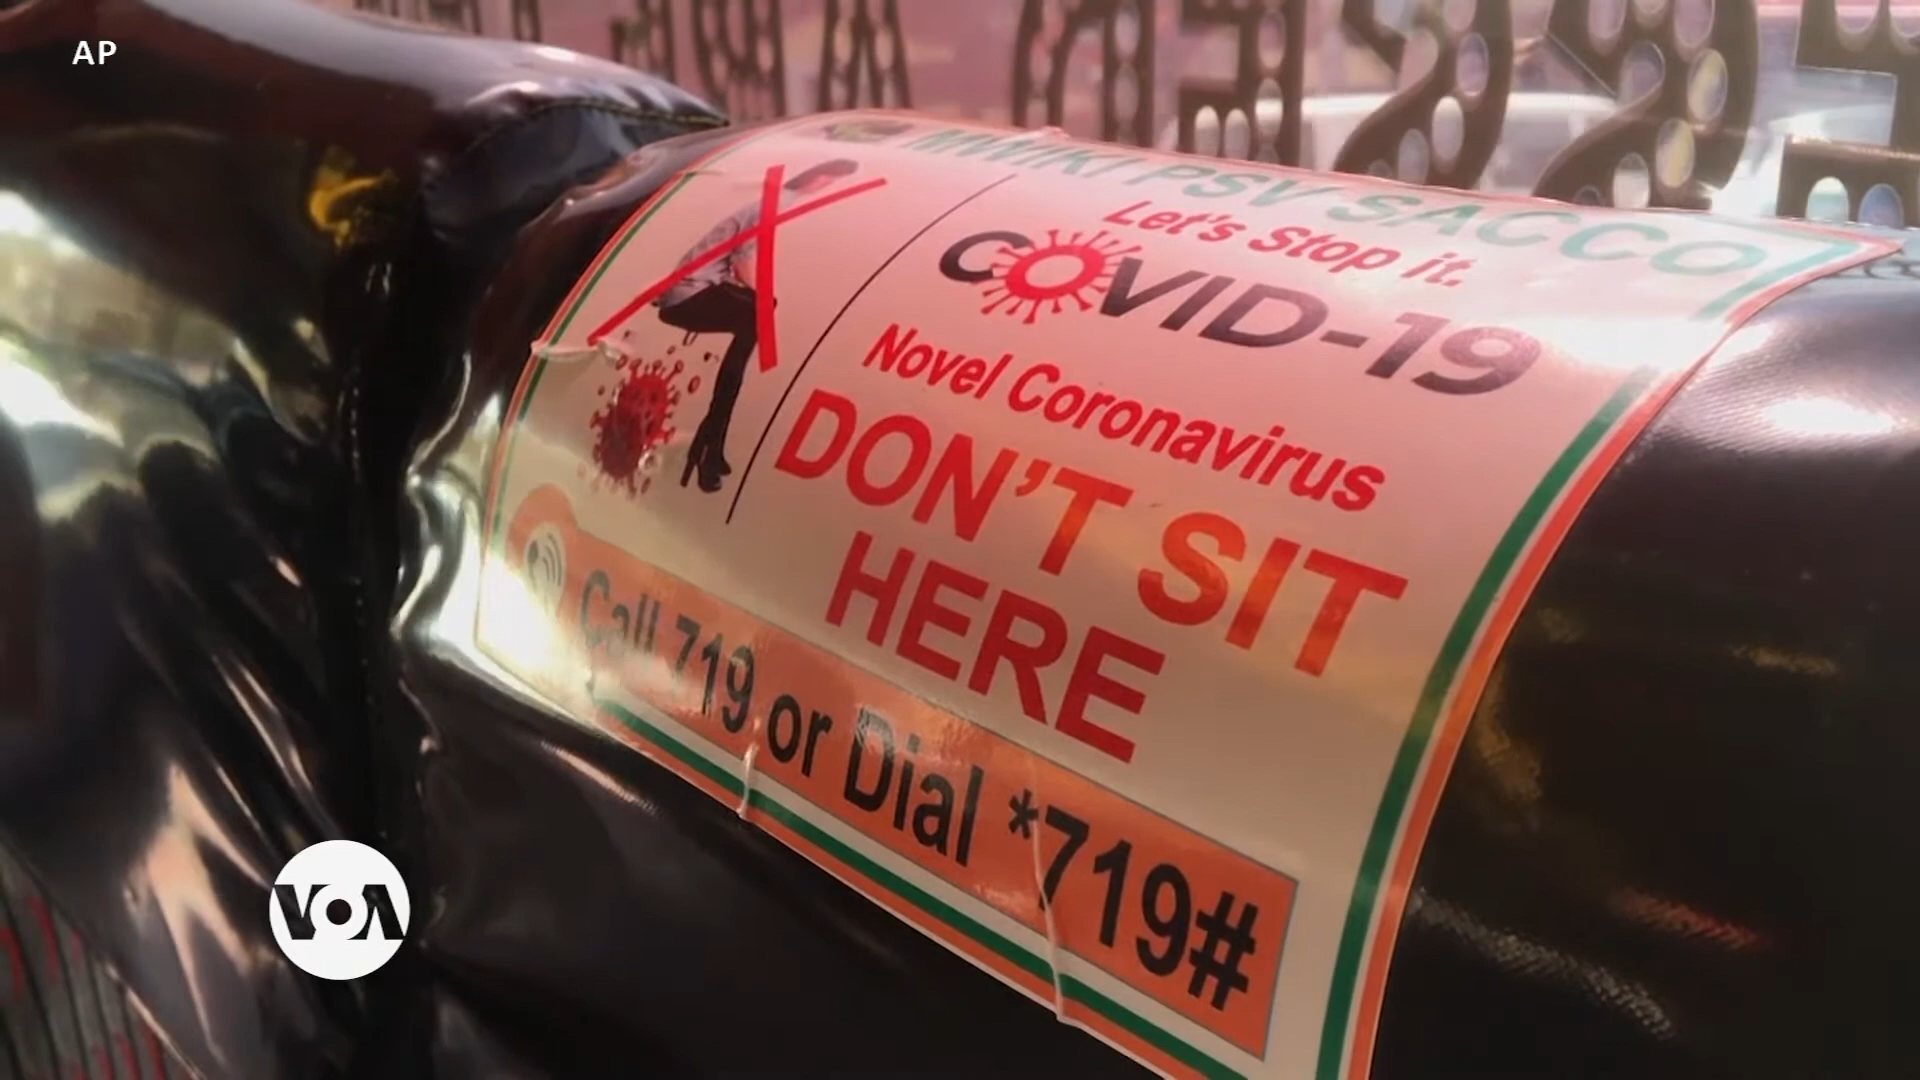 AP
MWIKI PSV SACCO
Let's Stop it.
COVID-19
Novel Coronavirus
DON'T SIT
HERE
Call 719 or Dial *719#
VOA